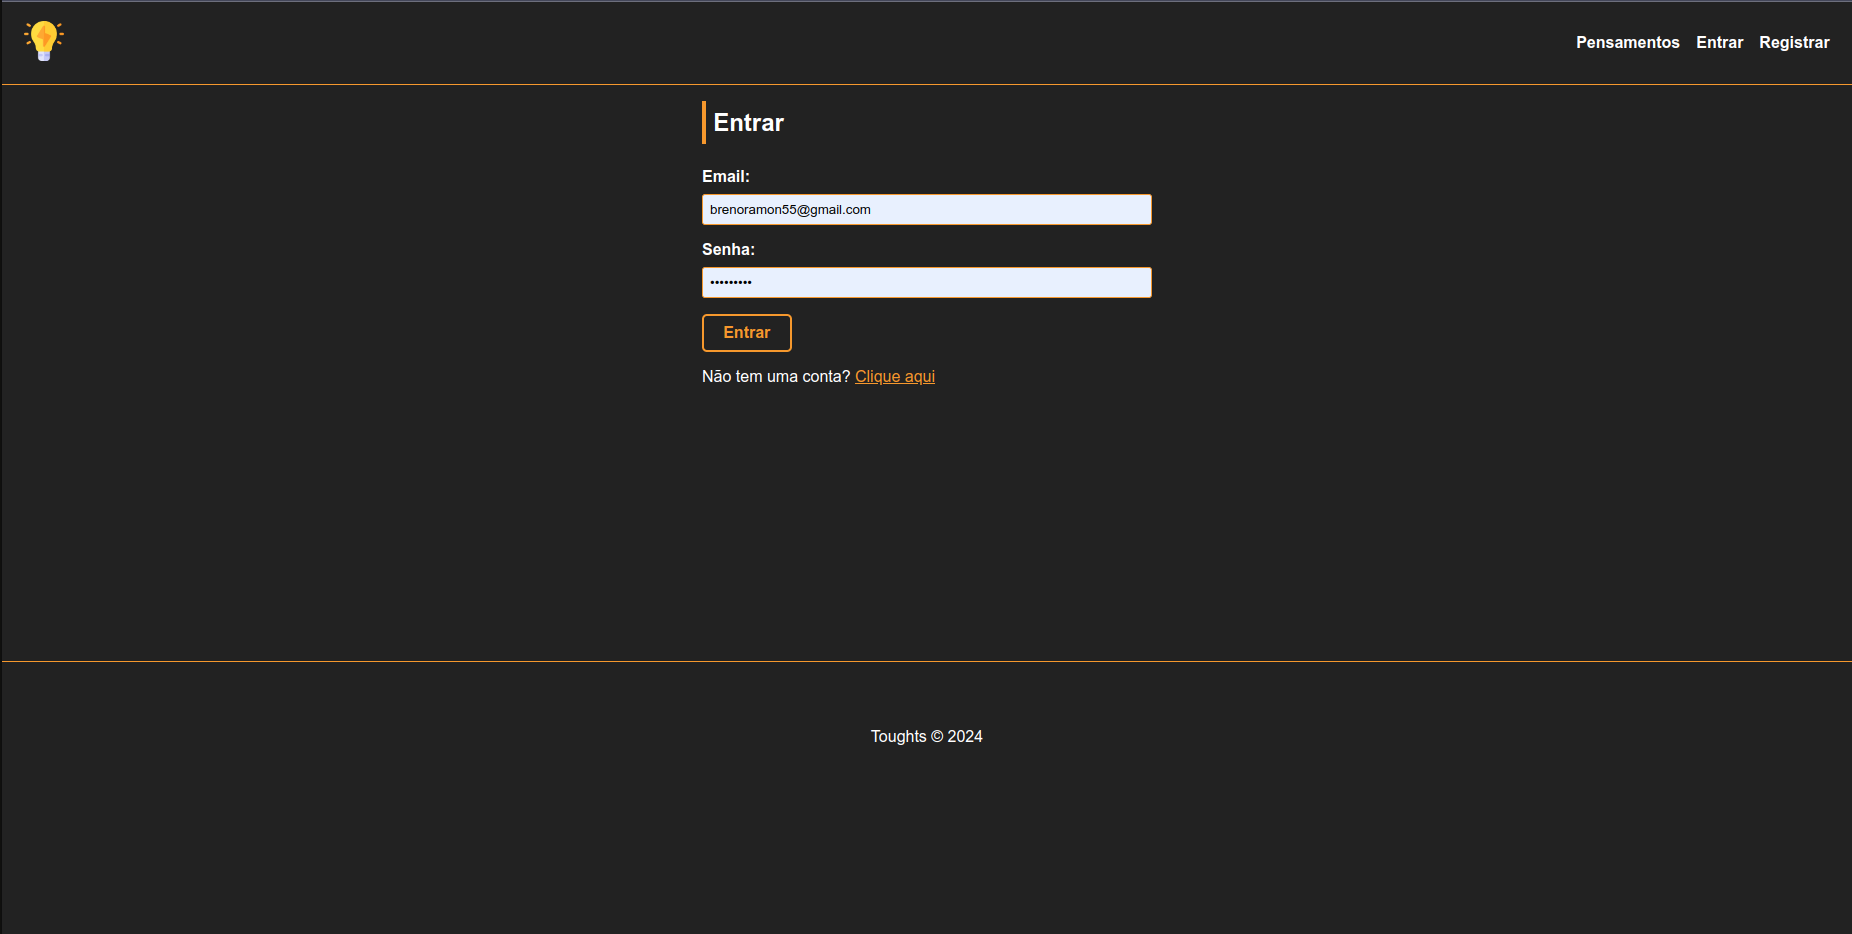 Pensamentos Entrar Registrar
Entrar
Email:
brenoramon55@gmail.com
Senha:
•••••••••
Entrar
Não tem uma conta? Clique aqui
Toughts © 2024